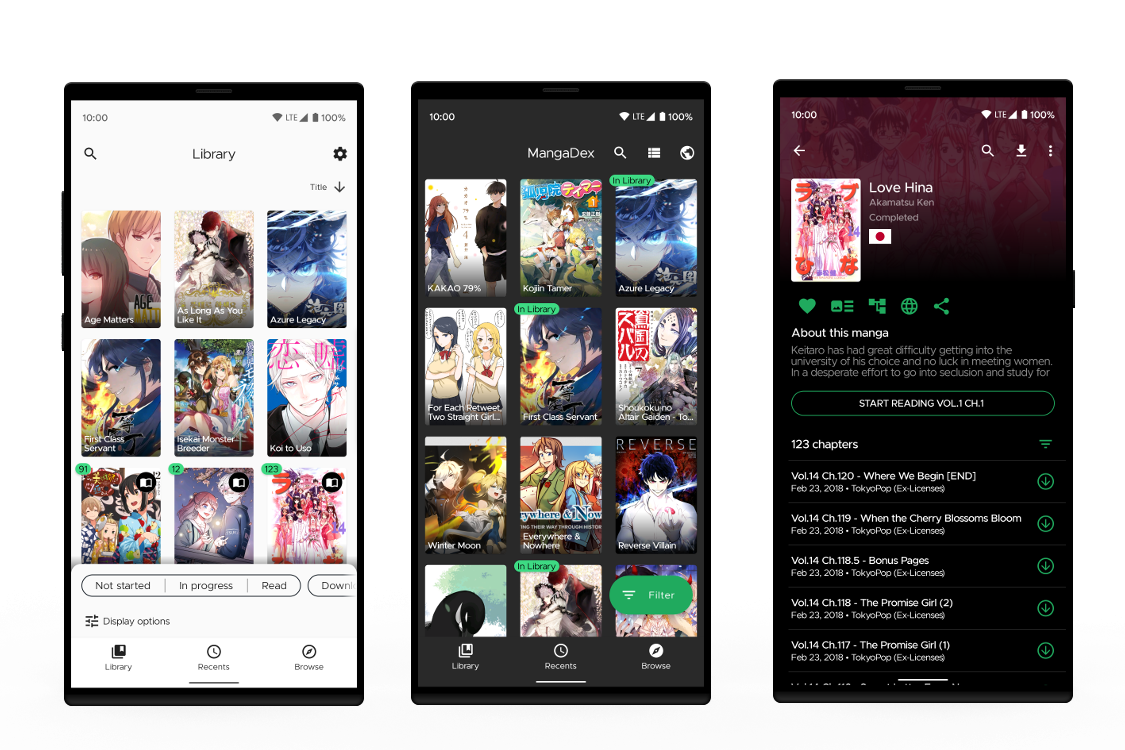 10:00
LTE 100%
Library
Title
Age Matters
As Long As You
Like It
Azure Legacy
First Class
Servant
Isekai Monster
Breeder
恋と嘘
Koi to Uso
91
12
123
Not started
In progress
Read
Display options
Library
Recents
Browse
10:00
LTE 100%
MangaDex
KAKAO 79%
Kojiin Tamer
In Library
Azure Legacy
For Each Retweet,
Two Straight Girl...
In Library
First Class Servant
Shoukoku no
Altair Gaiden - To...
Winter Moon
Everywhere &
Nowhere
REVERSE
Reverse Villain
In Library
Filter
Library
Recents
Browse
10:00
LTE 100%
ラブ
ひな
Love Hina
Akamatsu Ken
Completed
About this manga
Keitaro has had great difficulty getting into the
university of his choice and no luck in meeting women.
In a desperate effort to go into seclusion and study for
START READING VOL.1 CH.1
123 chapters
Vol.14 Ch.120 - Where We Begin [END]
Feb 23, 2018 • TokyoPop (Ex-Licenses)
Vol.14 Ch.119 - When the Cherry Blossoms Bloom
Feb 23, 2018 • TokyoPop (Ex-Licenses)
Vol.14 Ch.118.5 - Bonus Pages
Feb 23, 2018 • TokyoPop (Ex-Licenses)
Vol.14 Ch.118 - The Promise Girl (2)
Feb 23, 2018 • TokyoPop (Ex-Licenses)
Vol.14 Ch.117 - The Promise Girl (1)
Feb 23, 2018 • TokyoPop (Ex-Licenses)